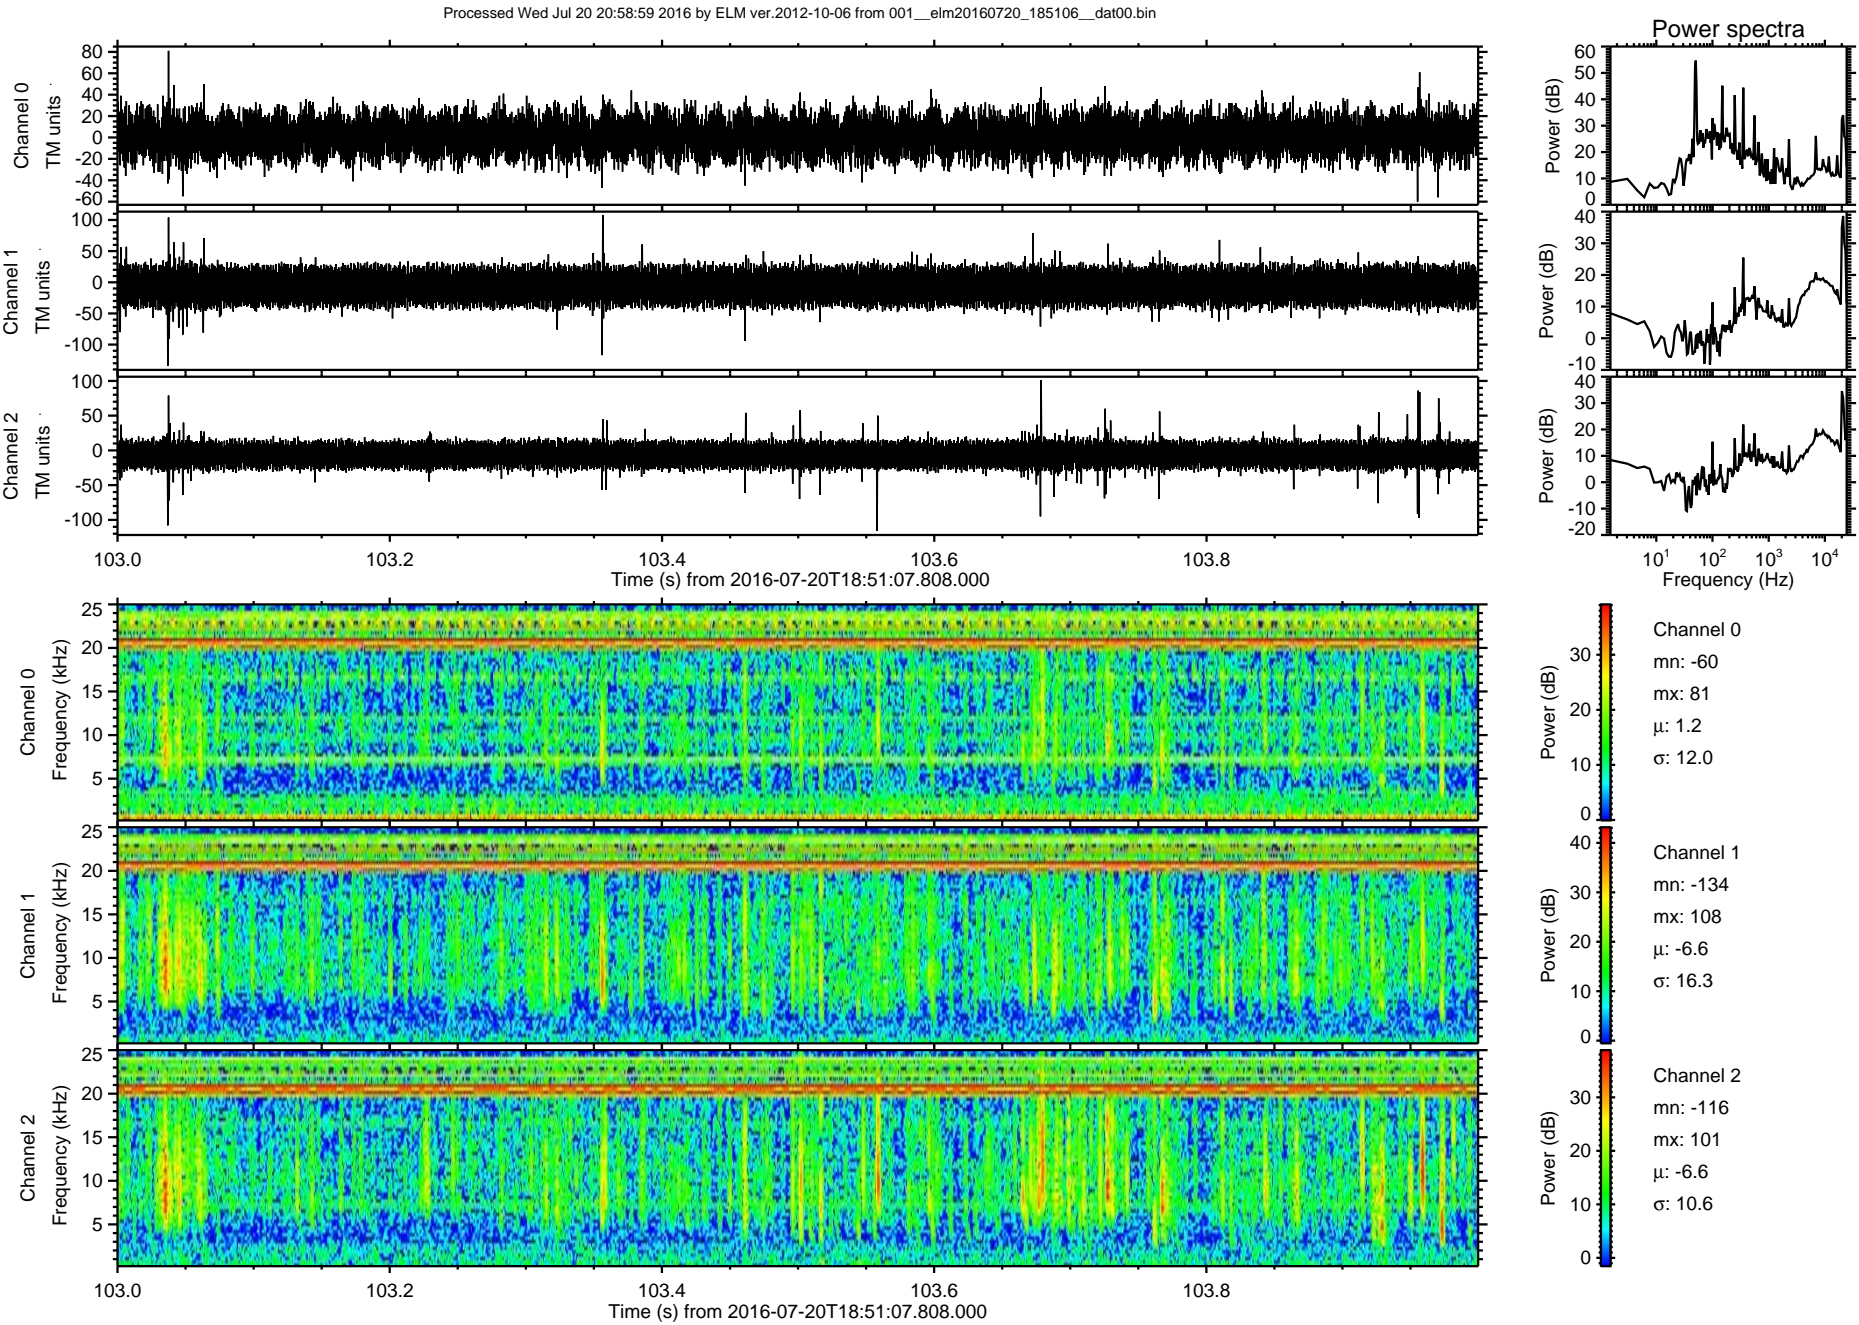 Processed Wed Jul 20 20:58:59 2016 by ELM ver.2012-10-06 from 001__elm20160720_185106__dat00.bin
Power spectra
Channel 0
TM units
80
60
40
20
0
-20
-40
-60
Power (dB)
60
50
40
30
20
10
0
Channel 1
TM units
100
50
0
-50
-100
Power (dB)
40
30
20
10
0
-10
Channel 2
TM units
100
50
0
-50
-100
Power (dB)
40
30
20
10
0
-10
-20
103.0 103.2 103.4 103.6 103.8
Time (s) from 2016-07-20T18:51:07.808.000
10^1 10^2 10^3 10^4
Frequency (Hz)
Channel 0
Frequency (kHz)
25
20
15
10
5
Power (dB)
30
20
10
0
Channel 0
mn: -60
mx: 81
μ: 1.2
σ: 12.0
Channel 1
Frequency (kHz)
25
20
15
10
5
Power (dB)
40
30
20
10
0
Channel 1
mn: -134
mx: 108
μ: -6.6
σ: 16.3
Channel 2
Frequency (kHz)
25
20
15
10
5
Power (dB)
30
20
10
0
Channel 2
mn: -116
mx: 101
μ: -6.6
σ: 10.6
103.0 103.2 103.4 103.6 103.8
Time (s) from 2016-07-20T18:51:07.808.000